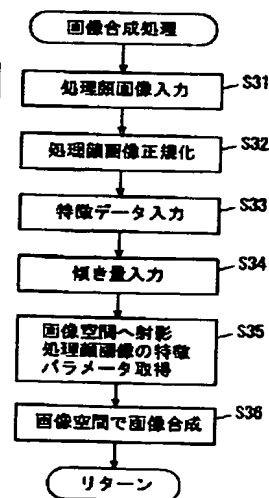 画像合成処理
処理顔画像入力 S31
処理顔画像正規化 S32
特徴データ入力 S33
傾き量入力 S34
画像空間へ射影 S35
処理顔画像の特徴
パラメータ取得
画像空間で画像合成 S36
リターン